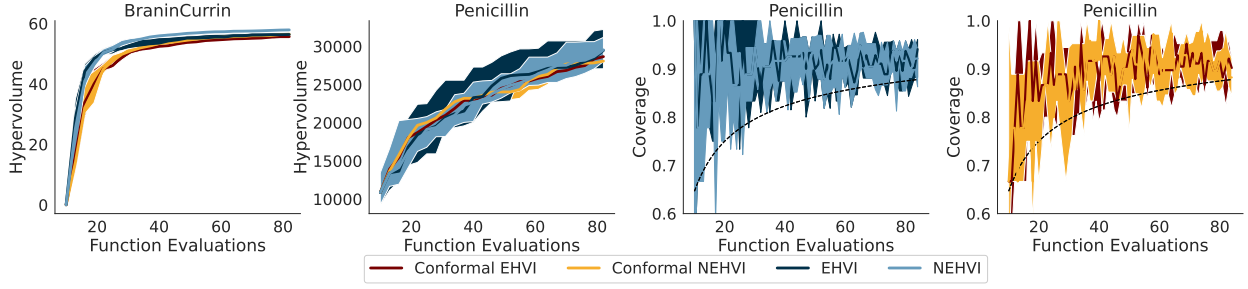 BraninCurrin
Hypervolume
60
40
20
0
20 40 60 80
Function Evaluations
Penicillin
Hypervolume
30000
25000
20000
15000
10000
20 40 60 80
Function Evaluations
Penicillin
Coverage
1.0
0.9
0.8
0.7
0.6
20 40 60 80
Function Evaluations
Penicillin
Coverage
1.0
0.9
0.8
0.7
0.6
20 40 60 80
Function Evaluations
Conformal EHVI Conformal NEHVI EHVI NEHVI